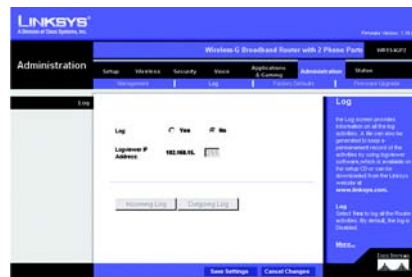 LINKSYS®
A Division of Cisco Systems, Inc.
Firmware Version:
Wireless-G Broadband Router with 2 Phone Ports
WRT54GP2
Administration
Setup Wireless Security Voice Applications & Gaming Administration Status
Management Log Factory Defaults Firmware Upgrade
Log
Log: Yes No
Logviewer IP Address: 192.168.15.
Incoming Log Outgoing Log
Log
the Log screen provides
information on all the log
activities. A file can also be
generated to keep a
permanent record of the
activities by using logviewer
software, which is available on
the setup CD or can be
downloaded from the Linksys
website at
www.linksys.com.
Log
Select Yes to log all the Router
activities. By default, the log is
Disabled.
More...
Save Settings Cancel Changes
Cisco Systems